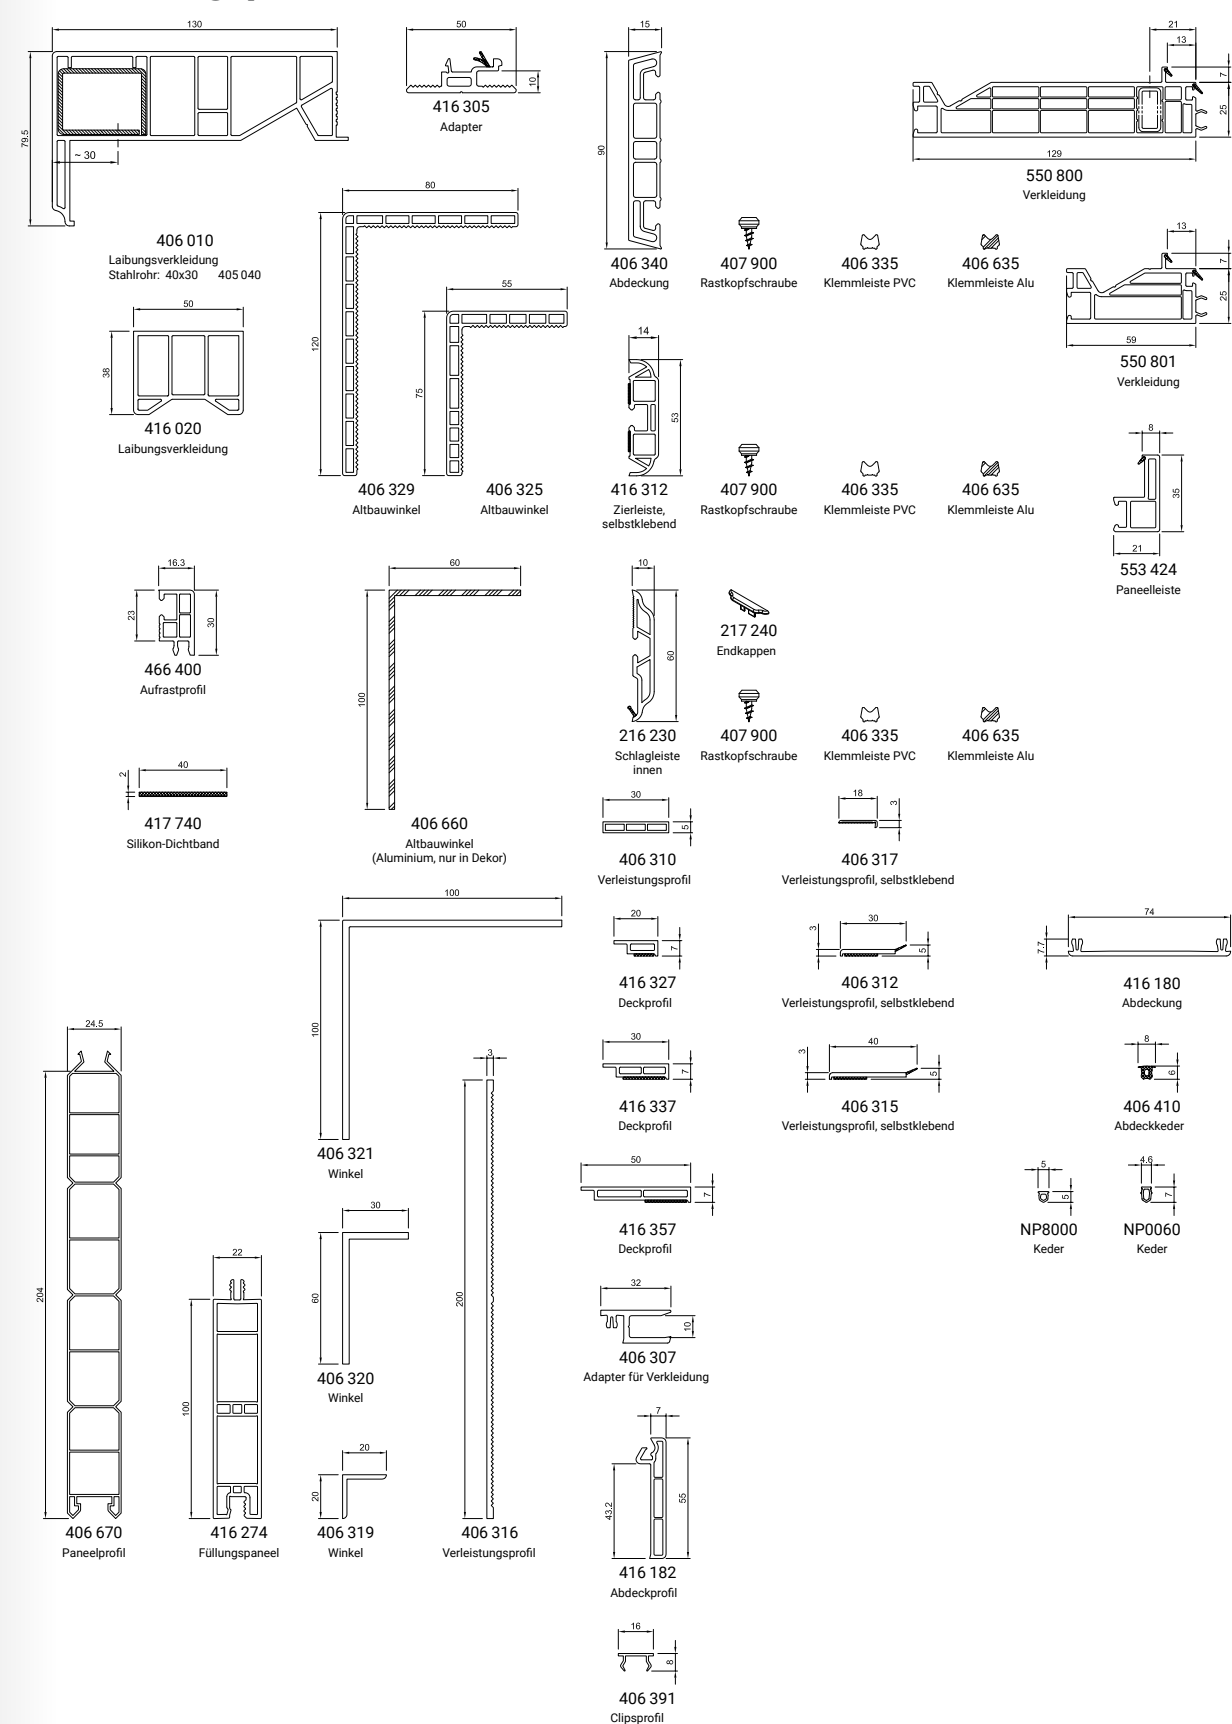 130
79.5
~ 30
406 010
Laibungsverkleidung
Stahlrohr: 40x30 405 040
50
10
416 305
Adapter
15
90
406 340
Abdeckung
407 900
Rastkopfschraube
406 335
Klemmleiste PVC
406 635
Klemmleiste Alu
21
13
7
25
129
550 800
Verkleidung
13
7
25
59
550 801
Verkleidung
50
38
416 020
Laibungsverkleidung
80
120
406 329
Altbauwinkel
55
75
406 325
Altbauwinkel
14
53
416 312
Zierleiste,
selbstklebend
407 900
Rastkopfschraube
406 335
Klemmleiste PVC
406 635
Klemmleiste Alu
8
35
21
553 424
Paneelleiste
16.3
23
30
466 400
Aufrastprofil
60
100
406 660
Altbauwinkel
(Aluminium, nur in Dekor)
10
60
216 230
Schlagleiste
innen
217 240
Endkappen
407 900
Rastkopfschraube
406 335
Klemmleiste PVC
406 635
Klemmleiste Alu
40
2
417 740
Silikon-Dichtband
30
5
406 310
Verleistungsprofil
18
3
406 317
Verleistungsprofil, selbstklebend
100
100
406 321
Winkel
20
7
416 327
Deckprofil
30
3
5
406 312
Verleistungsprofil, selbstklebend
74
7.7
416 180
Abdeckung
24.5
204
406 670
Paneelprofil
22
100
416 274
Füllungspaneel
30
60
406 320
Winkel
20
20
406 319
Winkel
3
200
406 316
Verleistungsprofil
30
7
416 337
Deckprofil
40
3
5
406 315
Verleistungsprofil, selbstklebend
8
6
406 410
Abdeckkeder
50
7
416 357
Deckprofil
5
5
NP8000
Keder
4.6
7
NP0060
Keder
32
10
406 307
Adapter für Verkleidung
7
43.2
55
416 182
Abdeckprofil
16
8
406 391
Clipsprofil